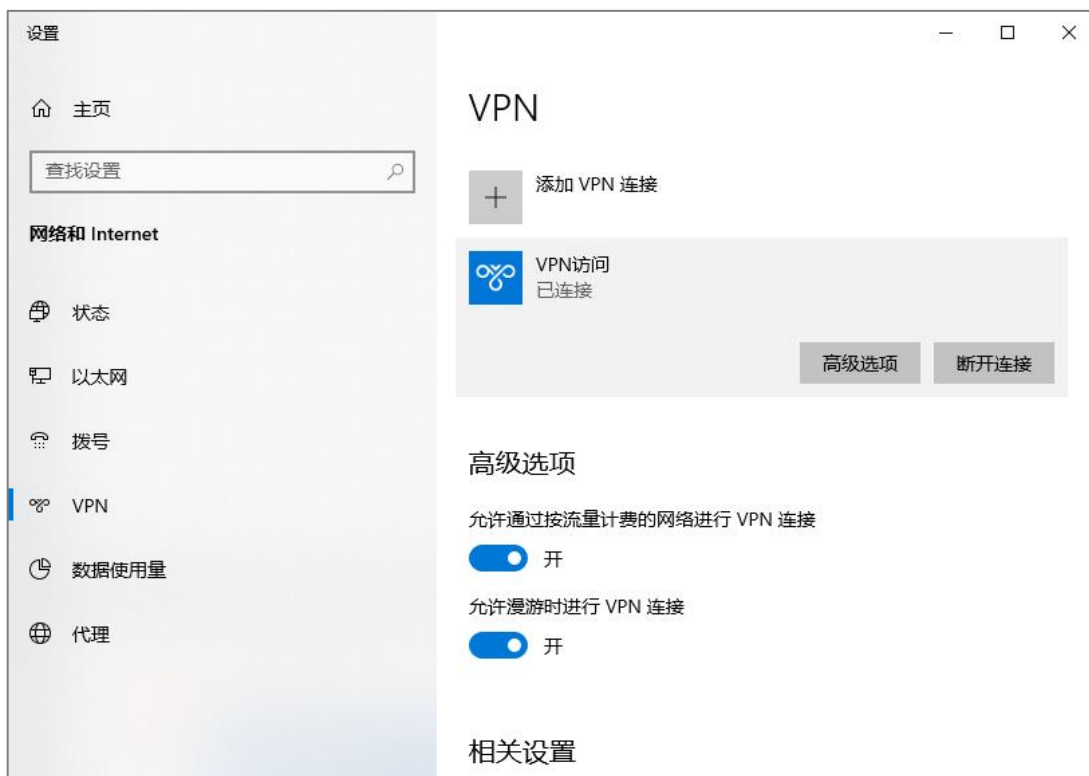 设置
主页
查找设置
网络和 Internet
状态
以太网
拨号
VPN
数据使用量
代理
VPN
添加 VPN 连接
VPN访问
已连接
高级选项
断开连接
高级选项
允许通过按流量计费的网络进行 VPN 连接
开
允许漫游时进行 VPN 连接
开
相关设置